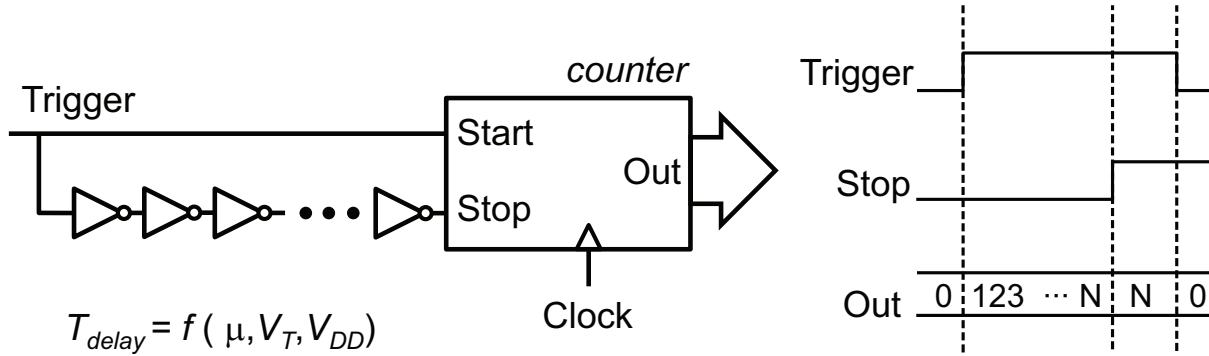 counter
Trigger
Start
Out
Stop
Clock
T_delay = f ( μ,V_T,V_DD)
Trigger
Stop
Out 0 123 ··· N N 0